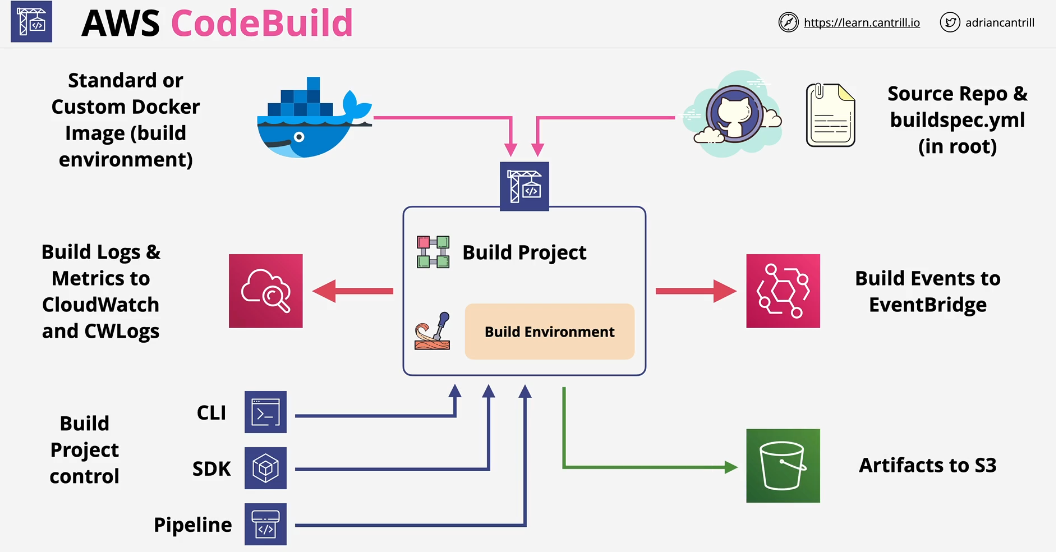 AWS CodeBuild
https://learn.cantrill.io
adriancantrill
Standard or
Custom Docker
Image (build
environment)
Source Repo &
buildspec.yml
(in root)
Build Logs &
Metrics to
CloudWatch
and CWLogs
Build Project
Build Environment
Build Events to
EventBridge
Build
Project
control
CLI
SDK
Pipeline
Artifacts to S3